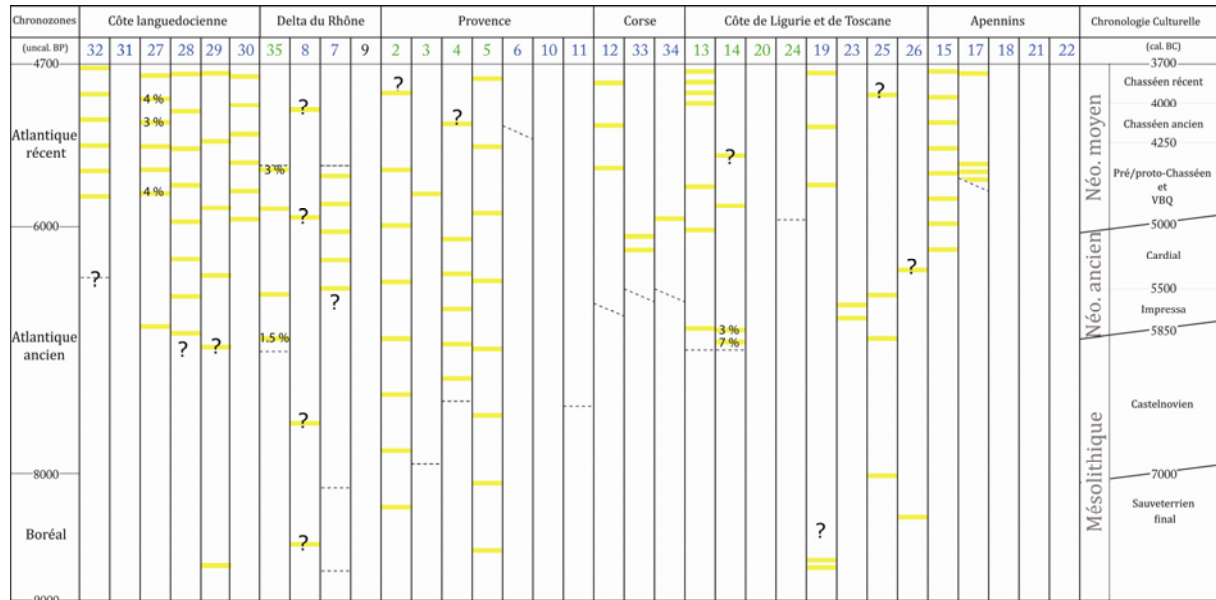 Chronozones Côte languedocienne Delta du Rhône Provence Corse Côte de Ligurie et de Toscane Apennins Chronologie Culturelle
(uncal. BP) 32 31 27 28 29 30 35 8 7 9 2 3 4 5 6 10 11 12 33 34 13 14 20 24 19 23 25 26 15 17 18 21 22 (cal. BC)
4700 3700
? ? Chasséen récent
4 % ? 4000
3 % ? Chasséen ancien
Atlantique
récent
4250
?
3 %
Pré/proto-Chasséen
et
VBQ
4 %
Néo. moyen
?
6000 5000
Cardial
? ?
5500
?
Néo. ancien
Impressa
Atlantique
ancien
1.5 % 3 % 5850
? ? 7 %
Castelnovien
?
8000 7000
Mésolithique
Sauveterrien
final
Boréal ? ?